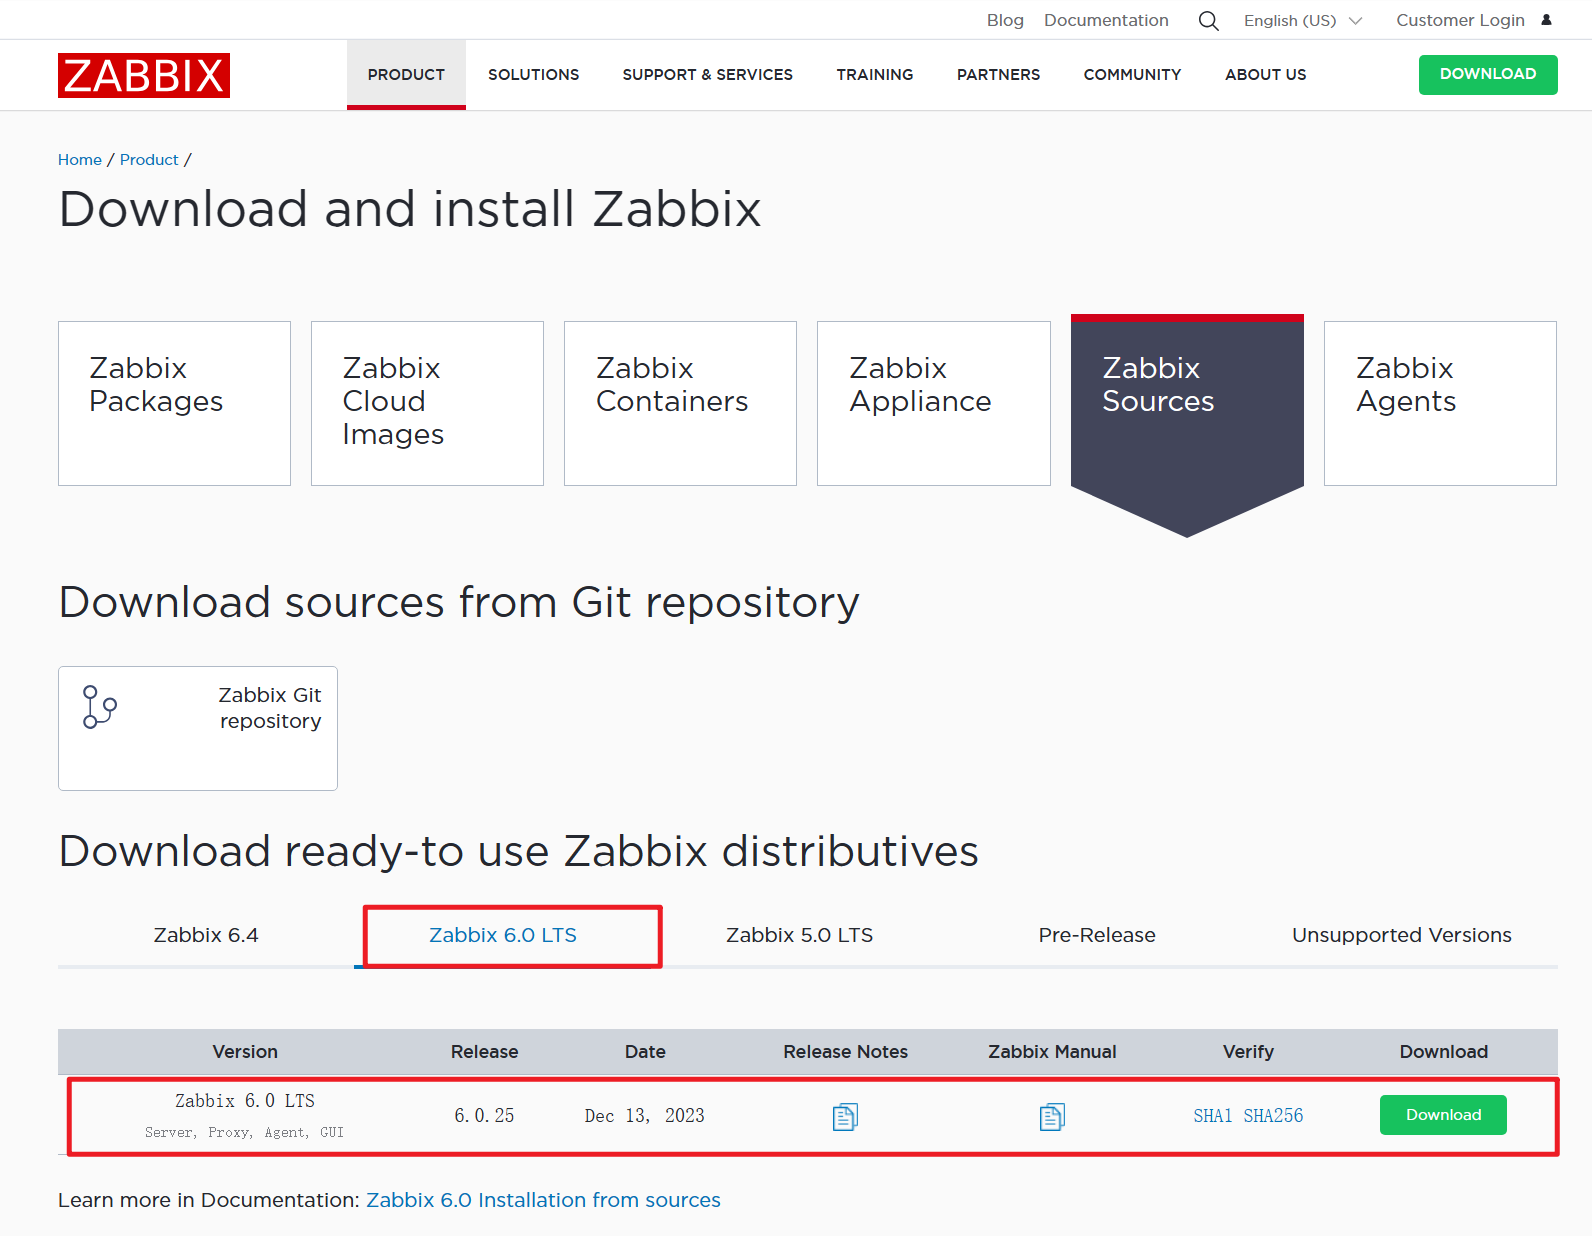 Blog Documentation English (US) Customer Login
ZABBIX PRODUCT SOLUTIONS SUPPORT & SERVICES TRAINING PARTNERS COMMUNITY ABOUT US DOWNLOAD
Home / Product /
Download and install Zabbix
Zabbix Packages
Zabbix Cloud Images
Zabbix Containers
Zabbix Appliance
Zabbix Sources
Zabbix Agents
Download sources from Git repository
Zabbix Git
repository
Download ready-to use Zabbix distributives
Zabbix 6.4 Zabbix 6.0 LTS Zabbix 5.0 LTS Pre-Release Unsupported Versions
Version Release Date Release Notes Zabbix Manual Verify Download
Zabbix 6.0 LTS
Server, Proxy, Agent, GUI
6.0.25 Dec 13, 2023 SHA1 SHA256 Download
Learn more in Documentation: Zabbix 6.0 Installation from sources